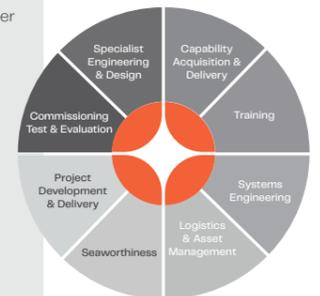 er
Specialist
Engineering
& Design
Capability
Acquisition &
Delivery
Commissioning
Test & Evaluation
Training
Project
Development
& Delivery
Systems
Engineering
Seaworthiness
Logistics
& Asset
Management